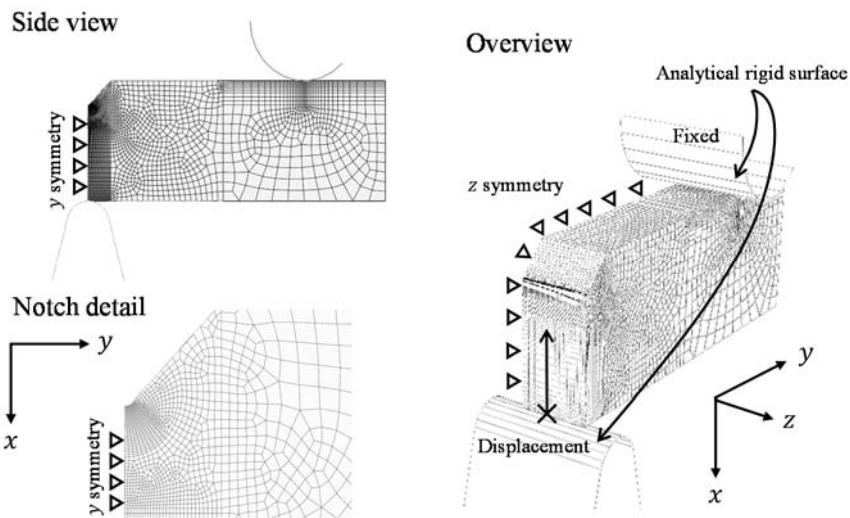 Side view
y symmetry
Notch detail
y
x
y symmetry
Overview
Analytical rigid surface
Fixed
z symmetry
Displacement
y
z
x